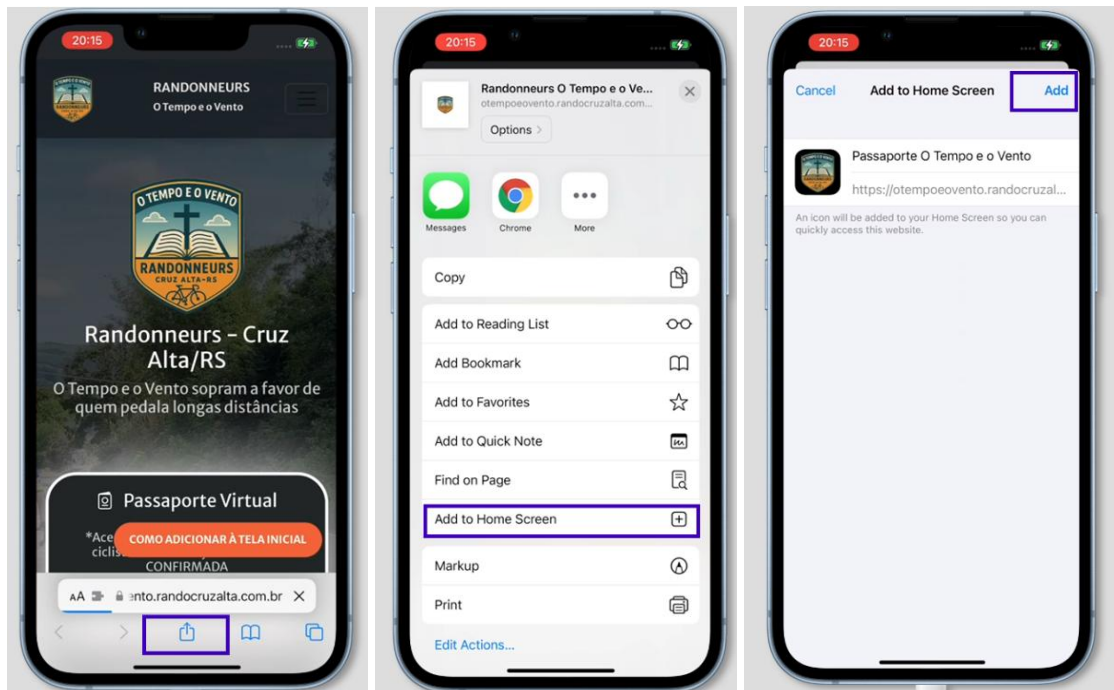 20:15
RANDONNEURS
O Tempo e o Vento
O TEMPO E O VENTO
RANDONNEURS
CRUZ ALTA-RS
Randonneurs - Cruz
Alta/RS
O Tempo e o Vento sopram a favor de
quem pedala longas distâncias
Passaporte Virtual
*Ace
ciclis
COMO ADICIONAR À TELA INICIAL
CONFIRMADA
AA
ento.randocruzalta.com.br
20:15
Randonneurs O Tempo e o Ve...
otempoeovento.randocruzalta.com...
Options >
Messages
Chrome
More
Copy
Add to Reading List
Add Bookmark
Add to Favorites
Add to Quick Note
Find on Page
Add to Home Screen
Markup
Print
Edit Actions...
20:15
Cancel
Add to Home Screen
Add
Passaporte O Tempo e o Vento
https://otempoeovento.randocruzal...
An icon will be added to your Home Screen so you can
quickly access this website.